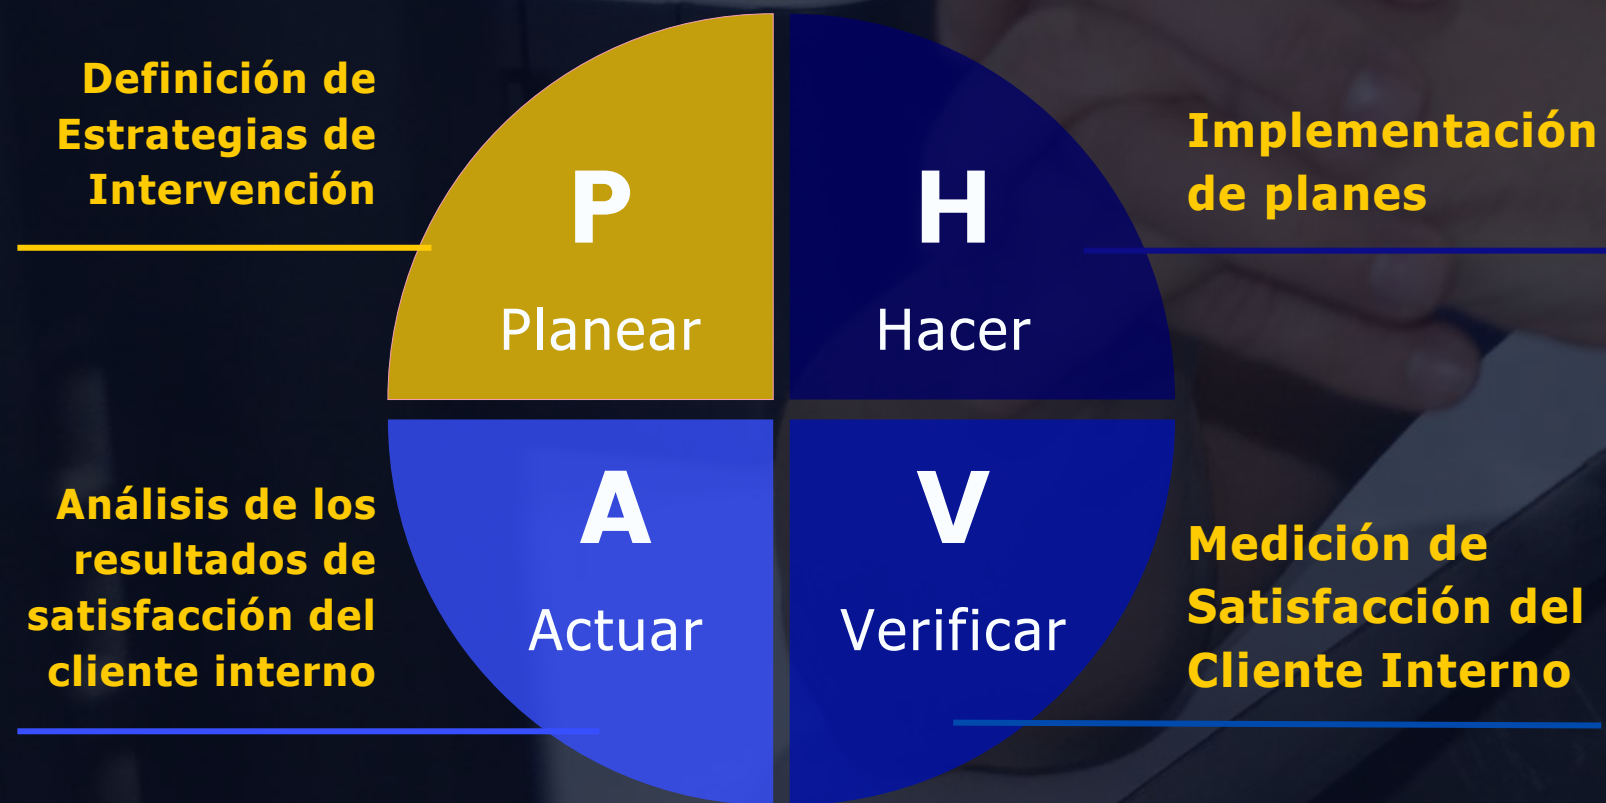 Definición de
Estrategias de
Intervención
P
Planear
H
Hacer
Implementación
de planes
Análisis de los
resultados de
satisfacción del
cliente interno
A
Actuar
V
Verificar
Medición de
Satisfacción del
Cliente Interno